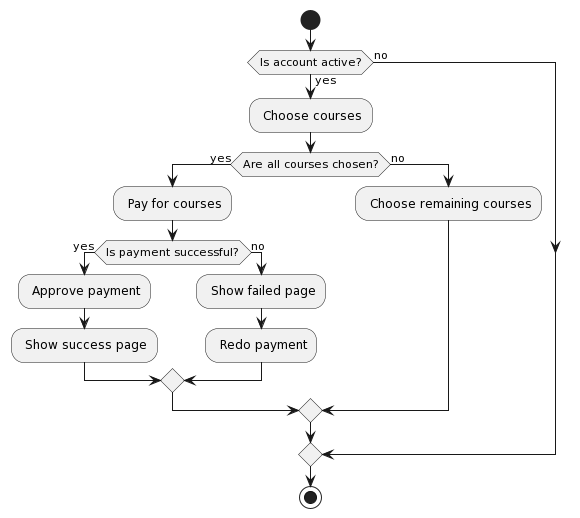 Is account active?
no
yes
Choose courses
yes
Are all courses chosen?
no
Pay for courses
Choose remaining courses
yes
Is payment successful?
no
Approve payment
Show failed page
Show success page
Redo payment